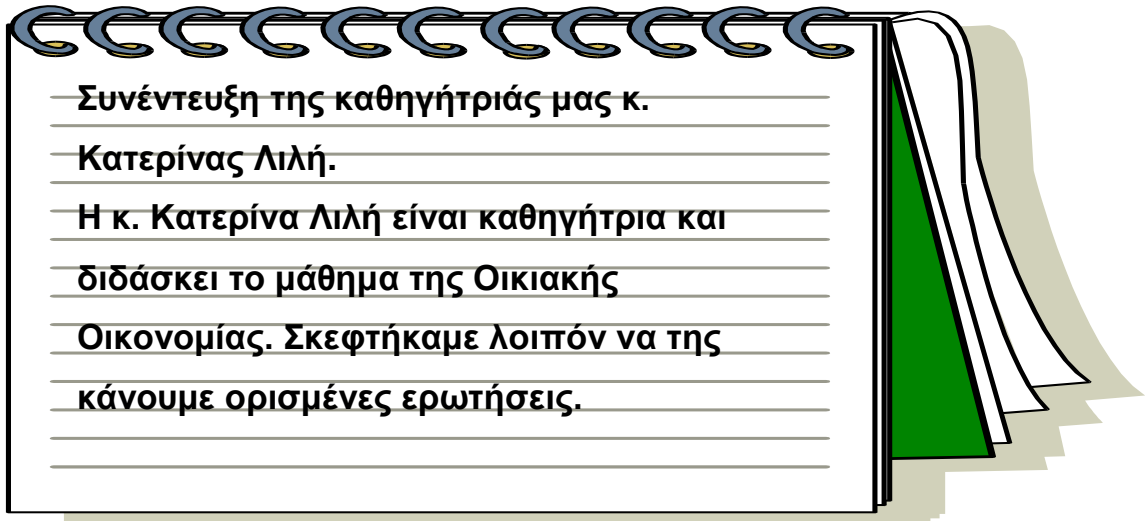 Συνέντευξη της καθηγήτριάς μας κ.
Κατερίνας Λιλή.
Η κ. Κατερίνα Λιλή είναι καθηγήτρια και
διδάσκει το μάθημα της Οικιακής
Οικονομίας. Σκεφτήκαμε λοιπόν να της
κάνουμε ορισμένες ερωτήσεις.